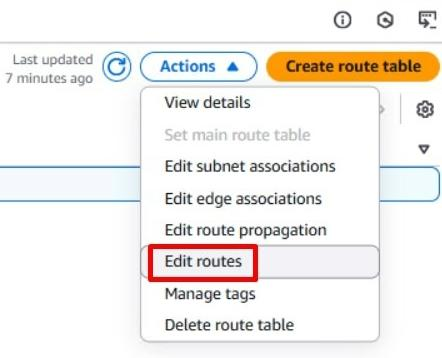 Last updated
7 minutes ago
Actions
Create route table
View details
Set main route table
Edit subnet associations
Edit edge associations
Edit route propagation
Edit routes
Manage tags
Delete route table